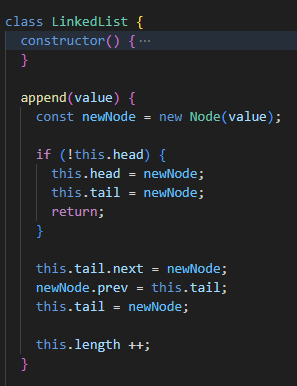 class LinkedList {
  constructor() { ···
  }

  append(value) {
    const newNode = new Node(value);

    if (!this.head) {
      this.head = newNode;
      this.tail = newNode;
      return;
    }

    this.tail.next = newNode;
    newNode.prev = this.tail;
    this.tail = newNode;

    this.length ++;
  }